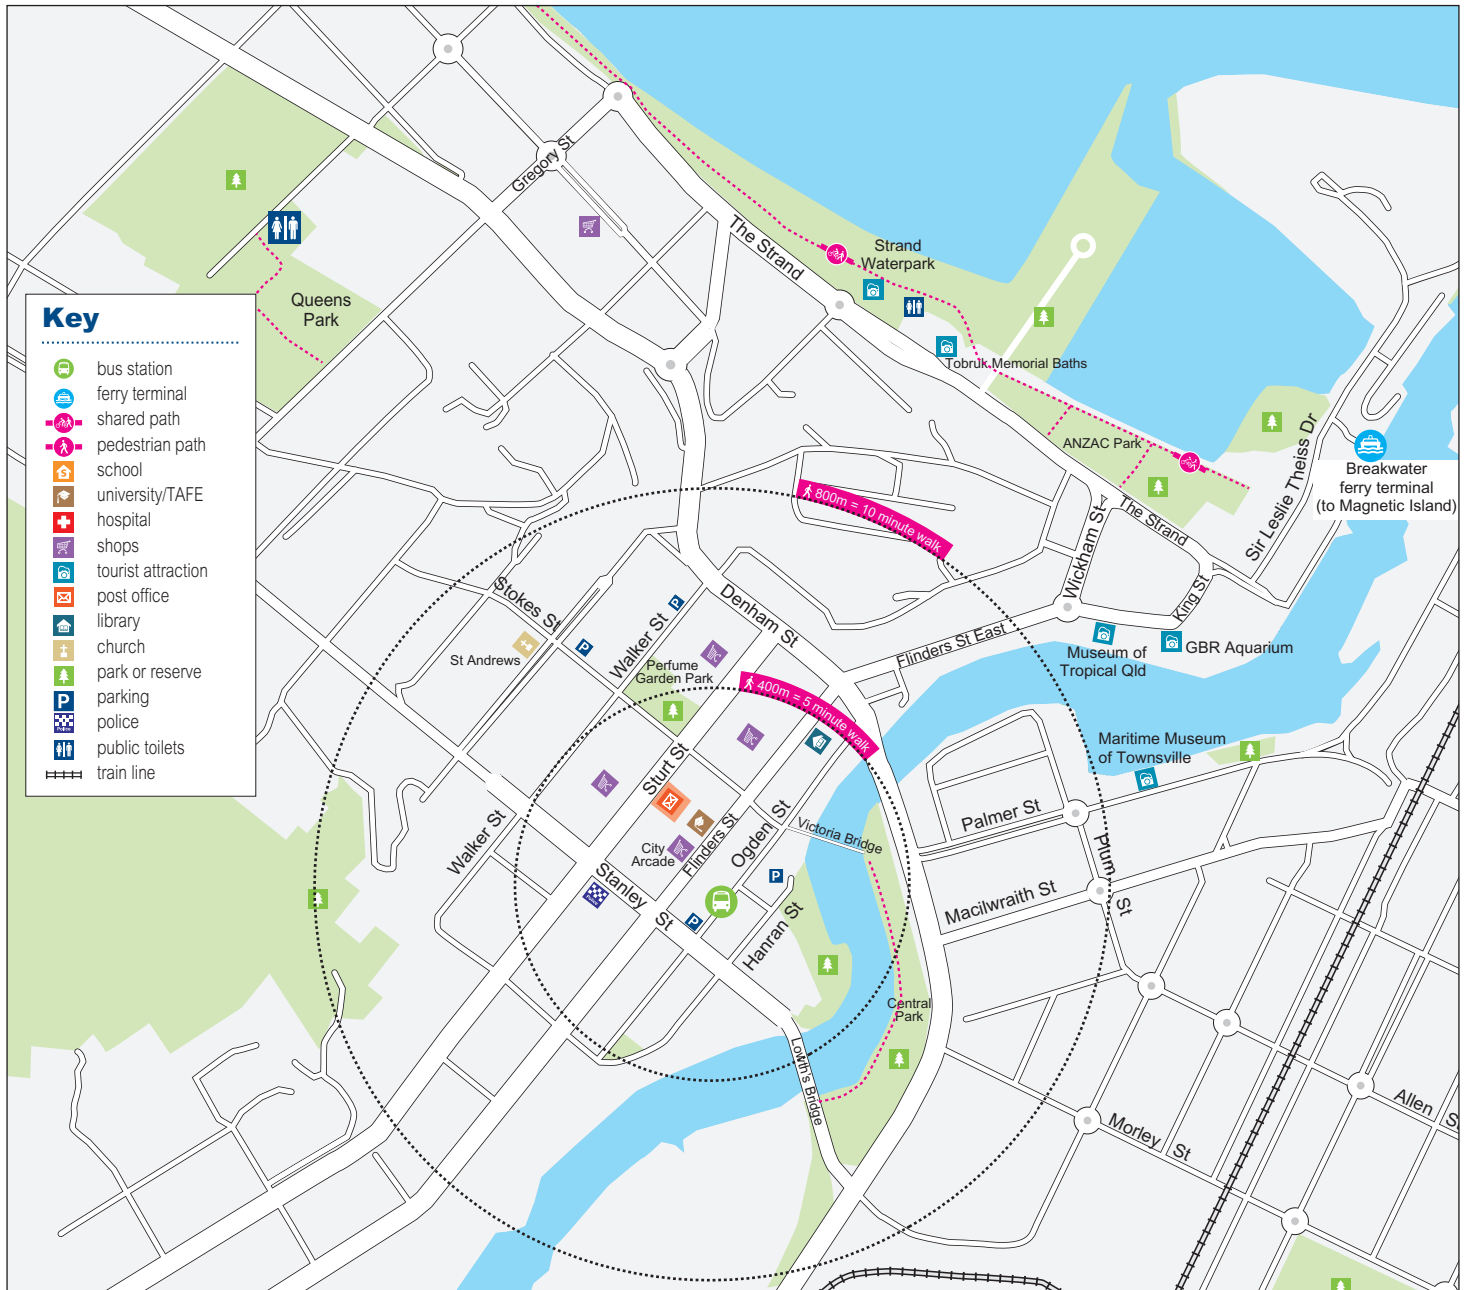 Gregory St
The Strand
Strand
Waterpark
Tobruk Memorial Baths
Queens
Park
Key
bus station
ferry terminal
shared path
pedestrian path
school
university/TAFE
hospital
shops
tourist attraction
post office
library
church
park or reserve
parking
police
public toilets
train line
ANZAC Park
Sir Leslie Theiss Dr
Breakwater
ferry terminal
(to Magnetic Island)
800m = 10 minute walk
The Strand
Wickham St
King St
Stokes St
Denham St
Walker St
Flinders St East
St Andrews
Perfume
Garden Park
Museum of
Tropical Qld
GBR Aquarium
400m = 5 minute walk
Maritime Museum
of Townsville
Sturt St
Ogden St
Victoria Bridge
Palmer St
Plum St
Walker St
City
Arcade
Flinders St
Stanley St
Macilwraith St
Hanran St
Central
Park
Lowth's Bridge
Morley St
Allen S
P
P
P
P
P
Police